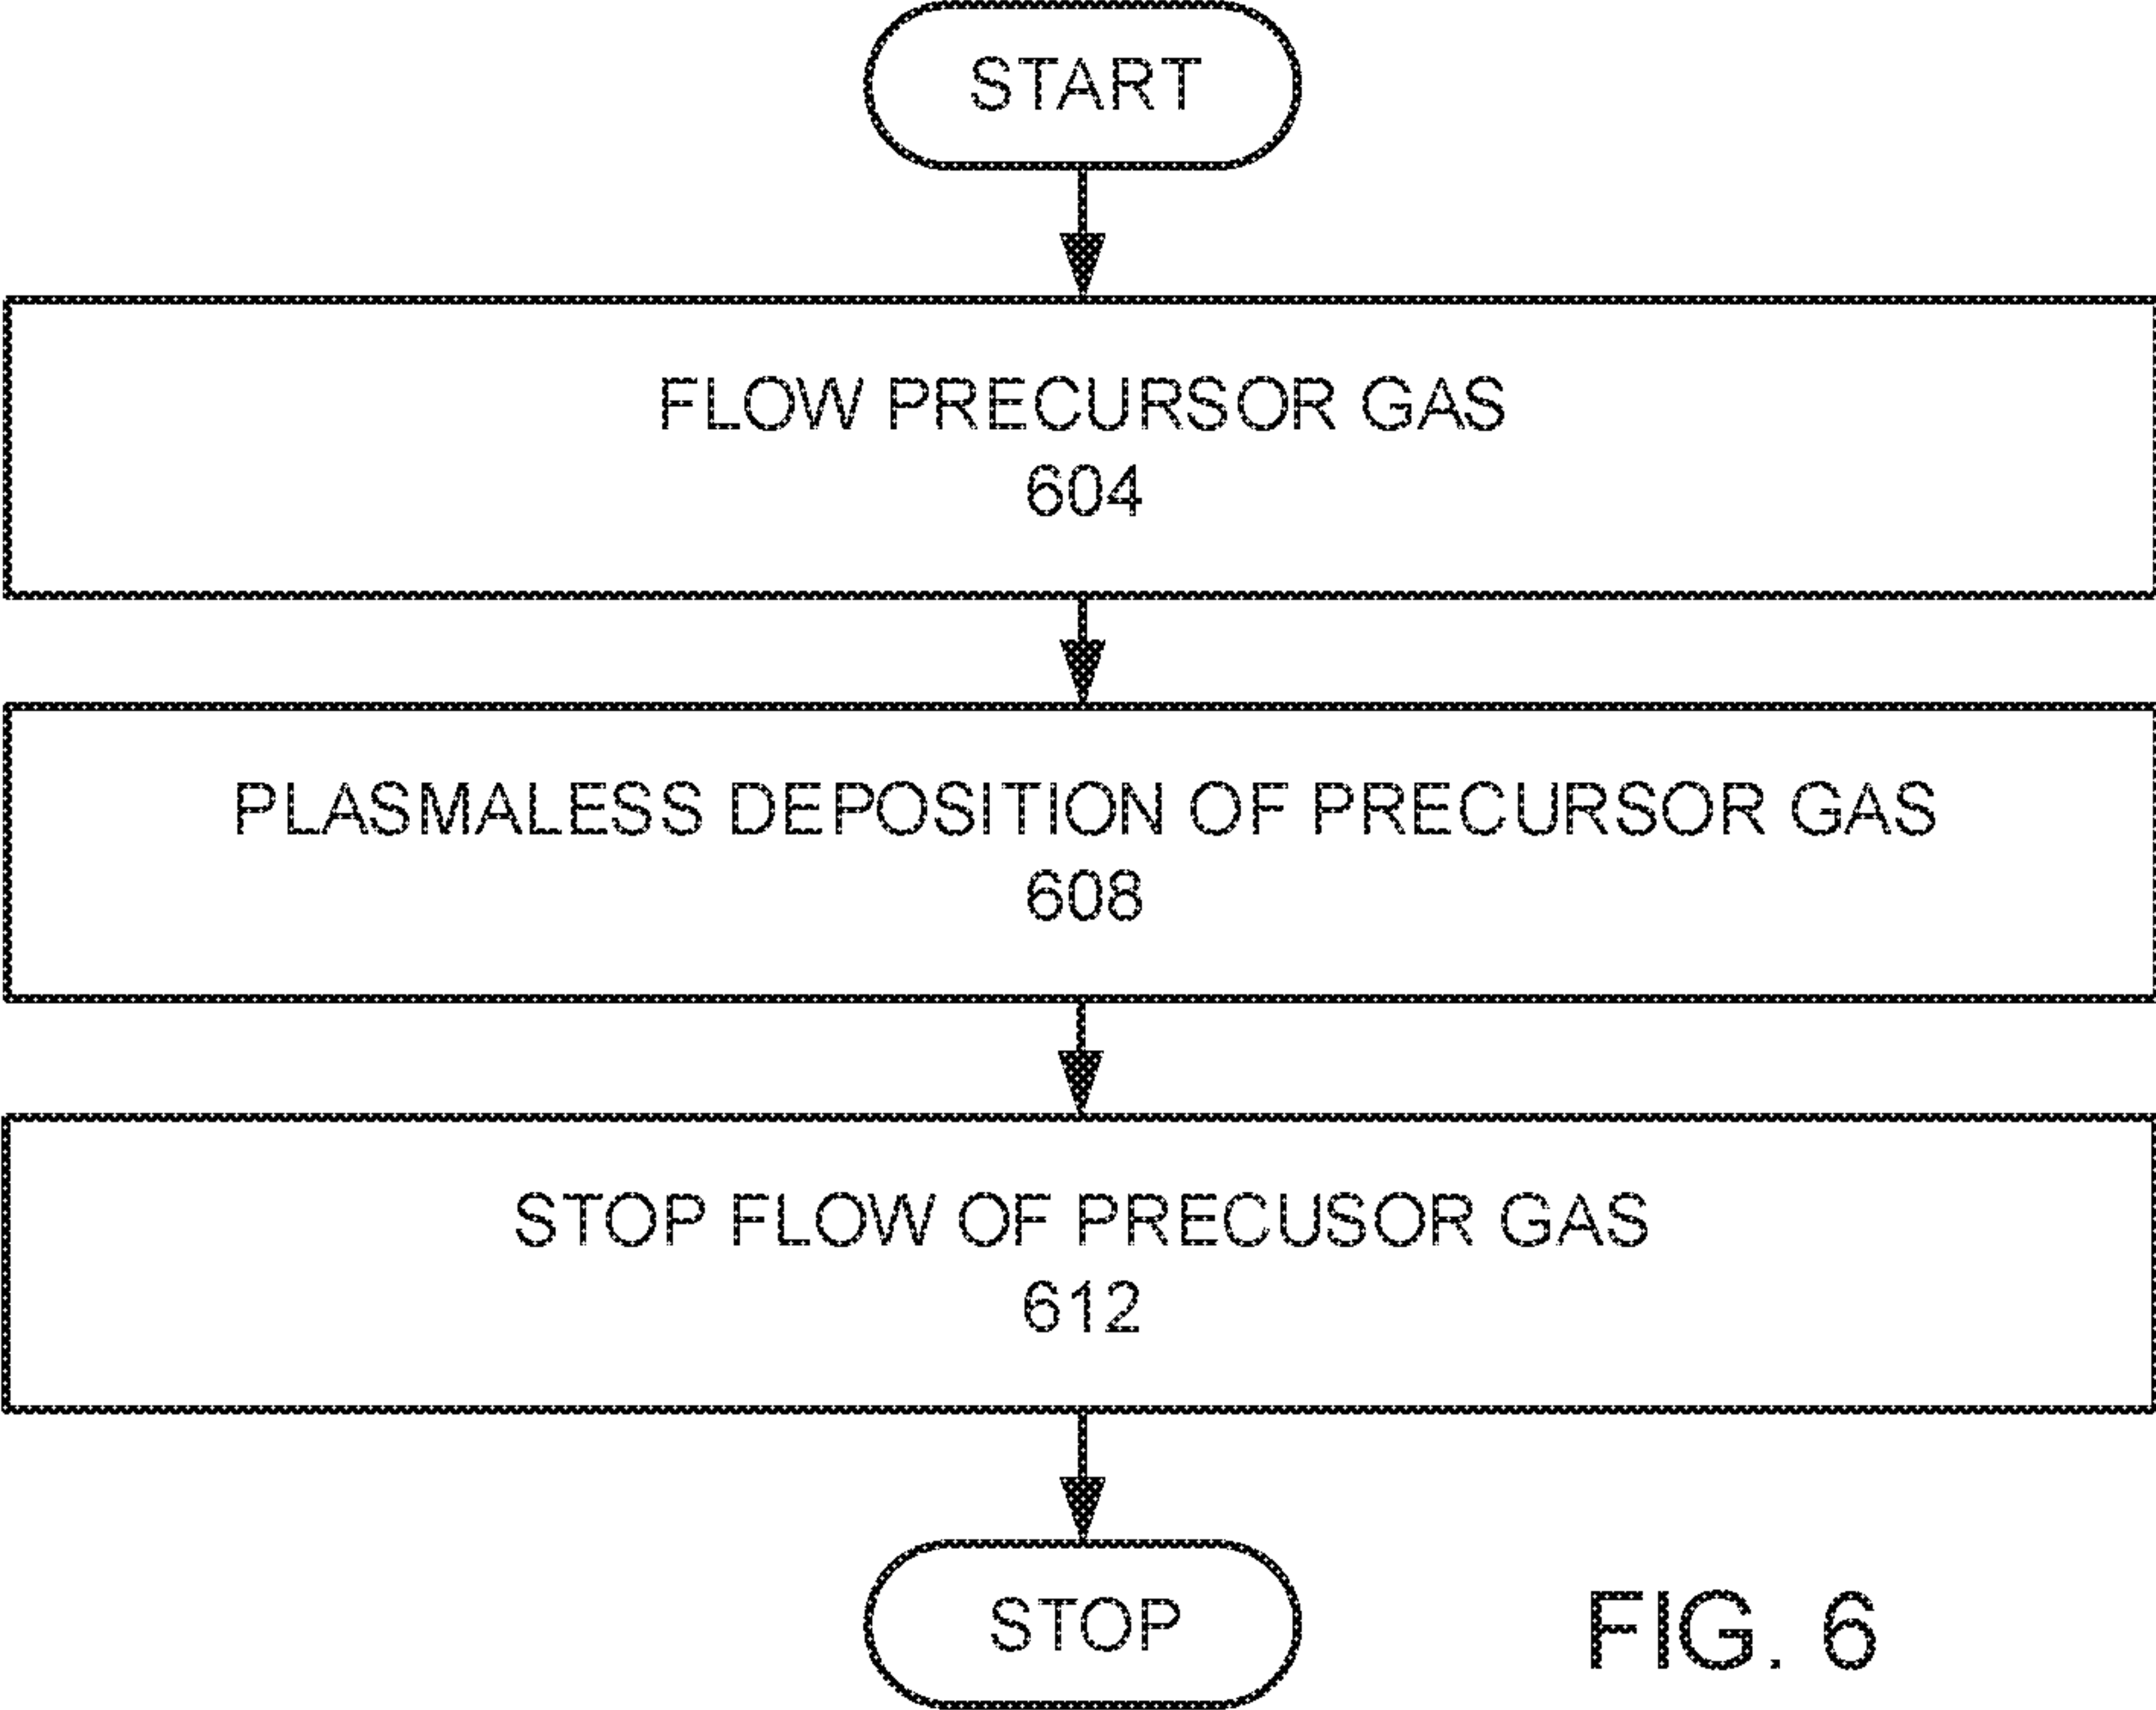 START
FLOW PRECURSOR GAS
604
PLASMALESS DEPOSITION OF PRECURSOR GAS
608
STOP FLOW OF PRECUSOR GAS
612
STOP
FIG. 6